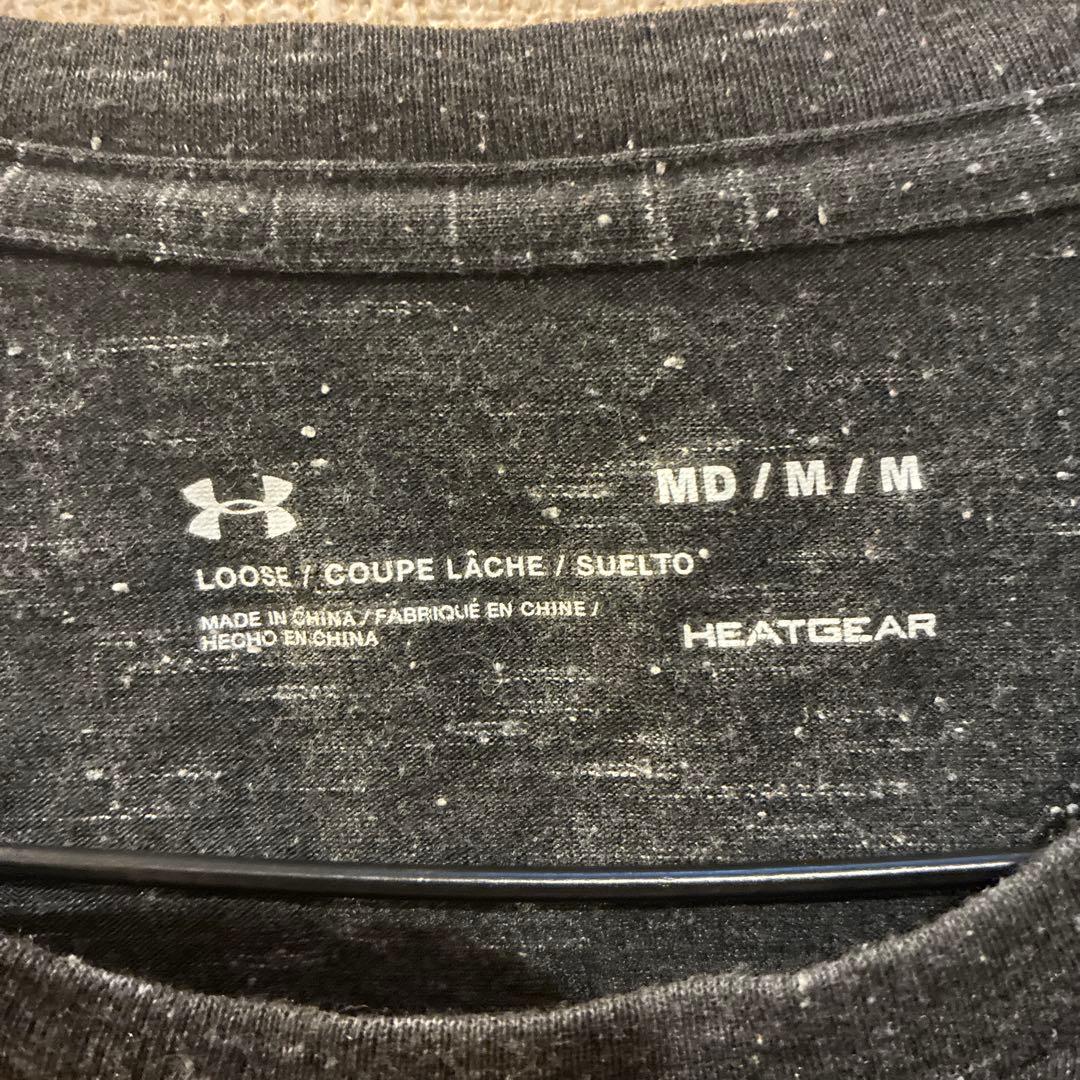 MD / M / M
LOOSE / COUPE LÂCHE / SUELTO
MADE IN CHINA / FABRIQUÉ EN CHINE /
HECHO EN CHINA
HEATGEAR